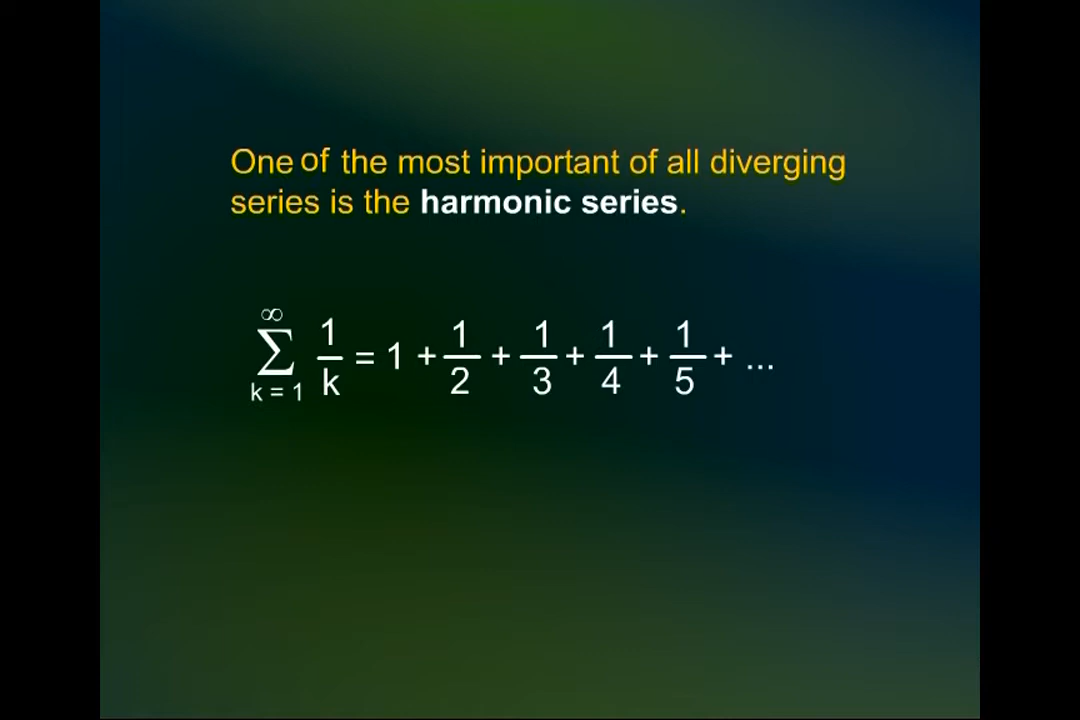 One of the most important of all diverging
series is the harmonic series.
∞
∑ 1/k = 1 + 1/2 + 1/3 + 1/4 + 1/5 + ...
k = 1